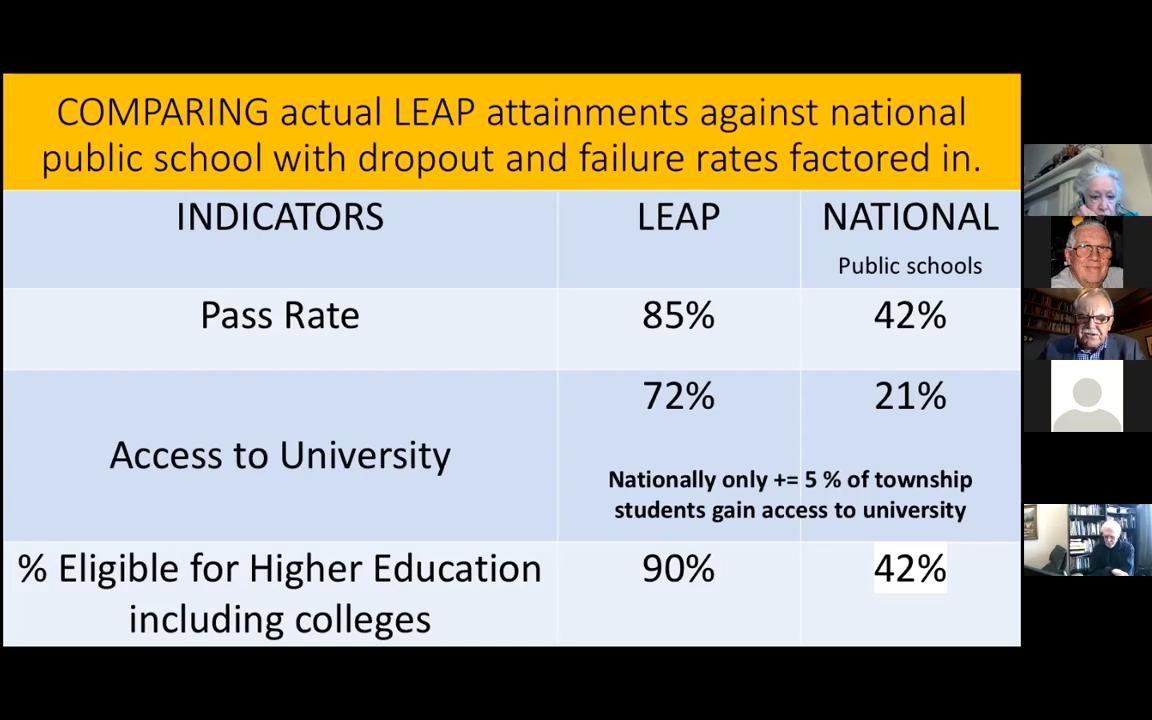 COMPARING actual LEAP attainments against national
public school with dropout and failure rates factored in.
INDICATORS
LEAP
NATIONAL
Public schools
Pass Rate
85%
42%
Access to University
72%
21%
Nationally only += 5 % of township
students gain access to university
% Eligible for Higher Education
including colleges
90%
42%